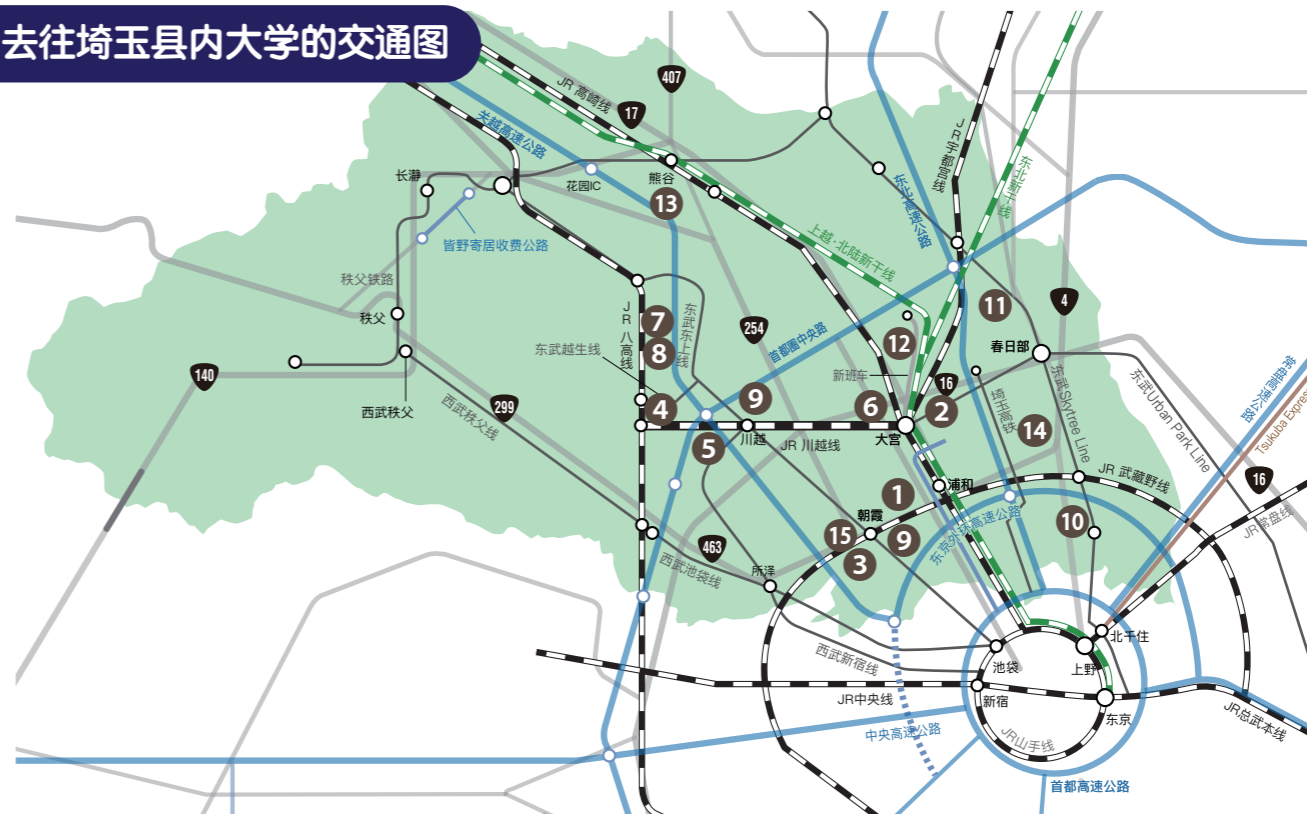 去往埼玉县内大学的交通图
407
JR 高崎线
17
关越高速公路
JR宇都宫线
东北新干线
长瀞
花园IC
熊谷
13
东北高速公路
皆野寄居收费公路
上越·北陆新干线
秩父铁路
秩父
JR 八高线
7
8
东武东上线
254
首都圈中央路
11
4
12
春日部
东武越生线
新班车
16
140
西武秩父
西武秩父线
299
4
9
6
2
大宫
埼玉高铁
14
东武Skytree Line
东武Urban Park Line
常盘高速公路
Tsukuba Express
5
川越
JR 川越线
JR 武藏野线
16
1
浦和
朝霞
15
9
3
东京外环高速公路
10
JR常盘线
463
西武池袋线
所泽
西武新宿线
池袋
上野
北千住
JR中央线
新宿
东京
中央高速公路
JR山手线
JR总武本线
首都高速公路